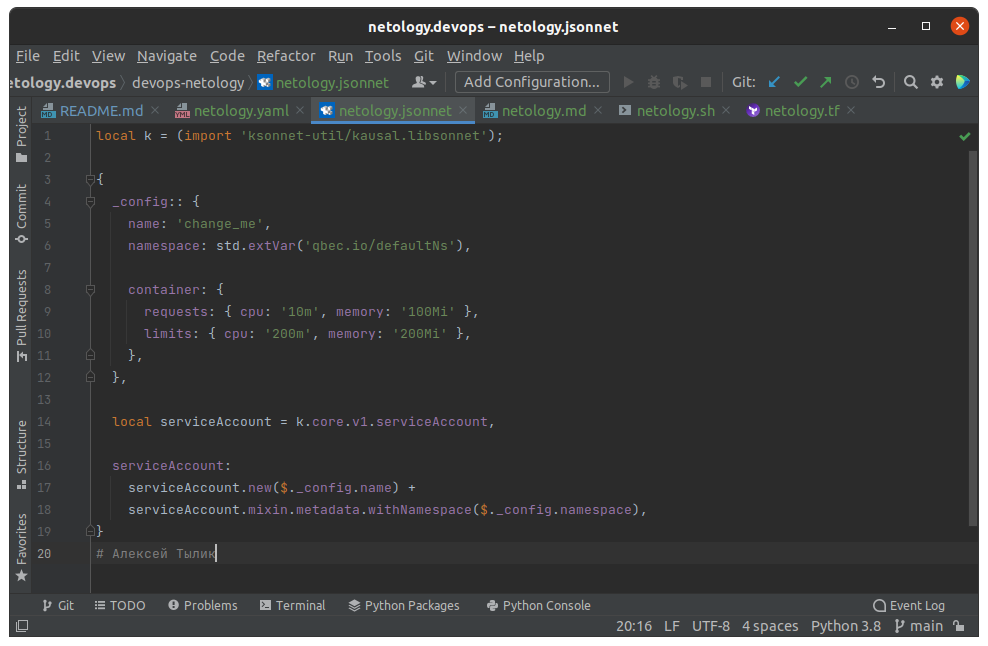 netology.devops – netology.jsonnet
File Edit View Navigate Code Refactor Run Tools Git Window Help
etology.devops devops-netology netology.jsonnet Add Configuration... Git:
README.md netology.yaml netology.jsonnet netology.md netology.sh netology.tf
Project
Commit
Pull Requests
Structure
Favorites
1 local k = (import 'ksonnet-util/kausal.libsonnet');
2
3 {
4 _config:: {
5 name: 'change_me',
6 namespace: std.extVar('qbec.io/defaultNs'),
7
8 container: {
9 requests: { cpu: '10m', memory: '100Mi' },
10 limits: { cpu: '200m', memory: '200Mi' },
11 },
12 },
13
14 local serviceAccount = k.core.v1.serviceAccount,
15
16 serviceAccount:
17 serviceAccount.new($._config.name) +
18 serviceAccount.mixin.metadata.withNamespace($._config.namespace),
19 }
20 # Алексей Тылик
Git TODO Problems Terminal Python Packages Python Console Event Log
20:16 LF UTF-8 4 spaces Python 3.8 main